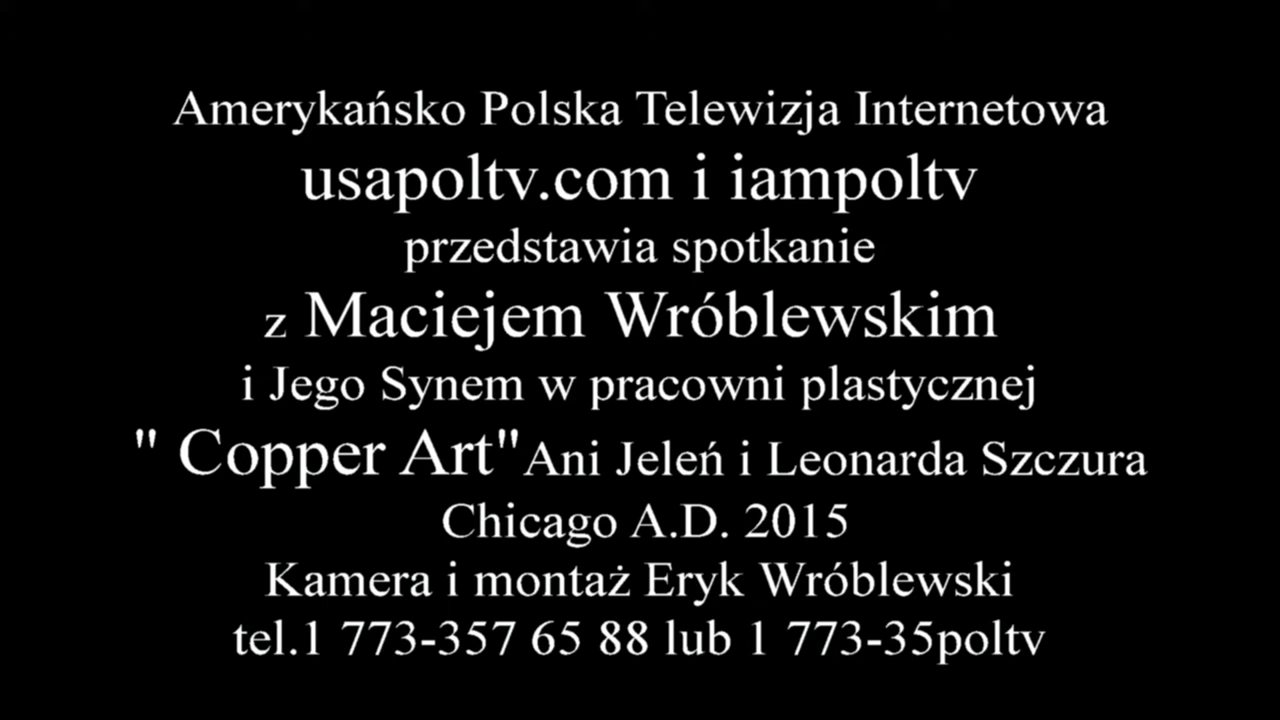 Amerykańsko Polska Telewizja Internetowa
usapoltv.com i iampoltv
przedstawia spotkanie
z Maciejem Wróblewskim
i Jego Synem w pracowni plastycznej
" Copper Art"Ani Jeleń i Leonarda Szczura
Chicago A.D. 2015
Kamera i montaż Eryk Wróblewski
tel.1 773-357 65 88 lub 1 773-35poltv